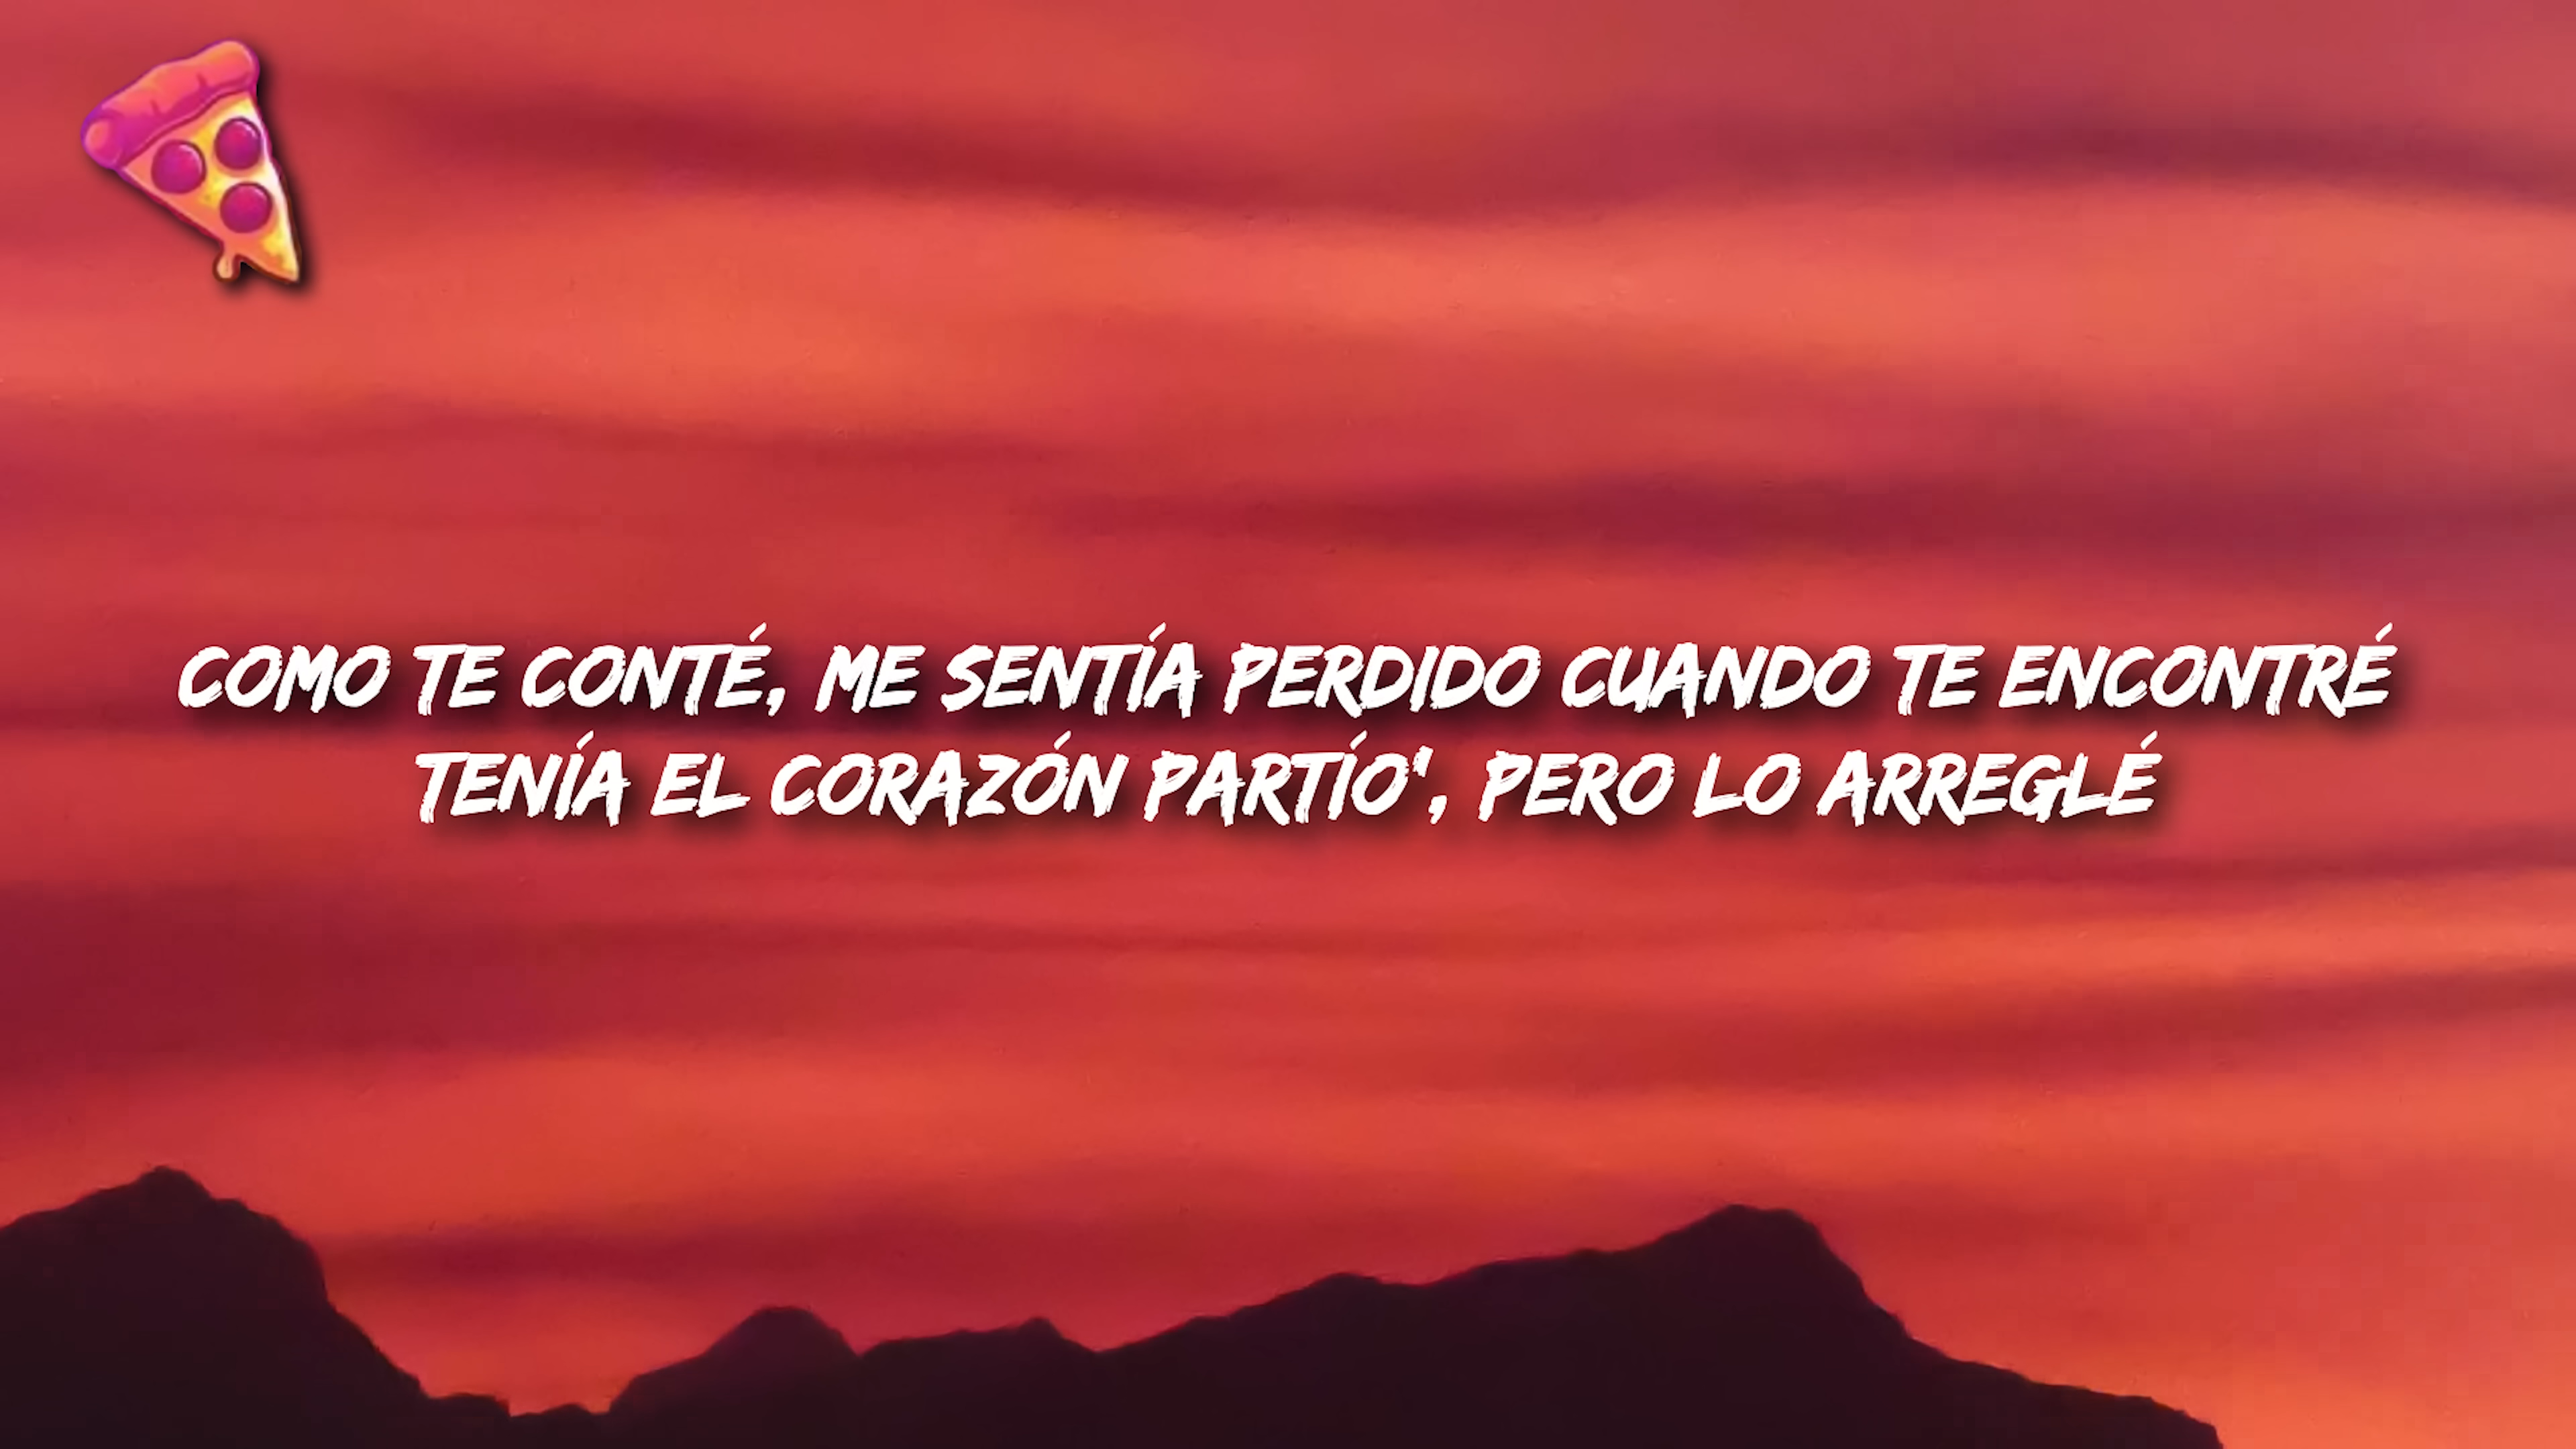 COMO TE CONTÉ, ME SENTÍA PERDIDO CUANDO TE ENCONTRÉ
TENÍA EL CORAZÓN PARTÍO', PERO LO ARREGLÉ